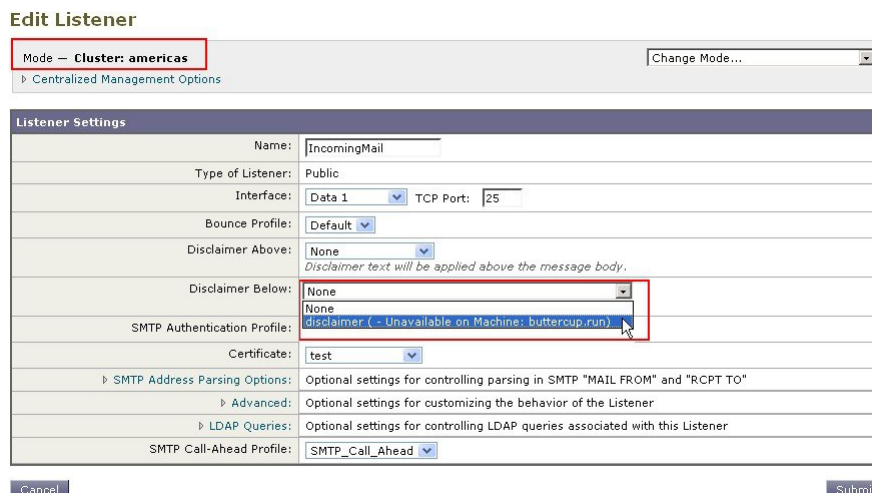 Edit Listener
Mode — Cluster: americas
Change Mode...
Centralized Management Options
Listener Settings
Name: IncomingMail
Type of Listener: Public
Interface: Data 1 TCP Port: 25
Bounce Profile: Default
Disclaimer Above: None
Disclaimer text will be applied above the message body.
Disclaimer Below: None
None
disclaimer ( - Unavailable on Machine: buttercup.run)
SMTP Authentication Profile:
Certificate: test
SMTP Address Parsing Options: Optional settings for controlling parsing in SMTP "MAIL FROM" and "RCPT TO"
Advanced: Optional settings for customizing the behavior of the Listener
LDAP Queries: Optional settings for controlling LDAP queries associated with this Listener
SMTP Call-Ahead Profile: SMTP_Call_Ahead
Cancel
Submi